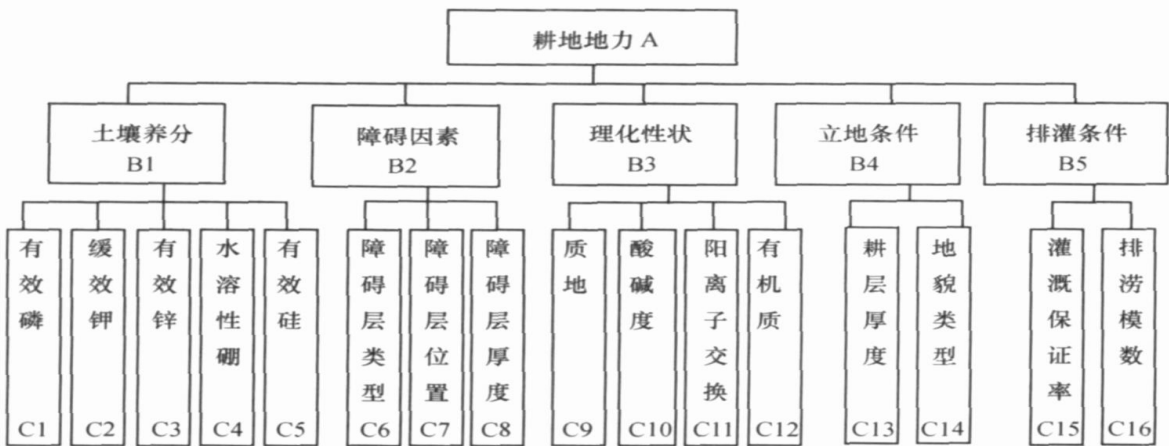 耕地地力 A
土壤养分
B1
障碍因素
B2
理化性状
B3
立地条件
B4
排灌条件
B5
有效磷
C1
缓效钾
C2
有效锌
C3
水溶性硼
C4
有效硅
C5
障碍层类型
C6
障碍层位置
C7
障碍层厚度
C8
质地
C9
酸碱度
C10
阳离子交换
C11
有机质
C12
耕层厚度
C13
地貌类型
C14
灌溉保证率
C15
排涝模数
C16